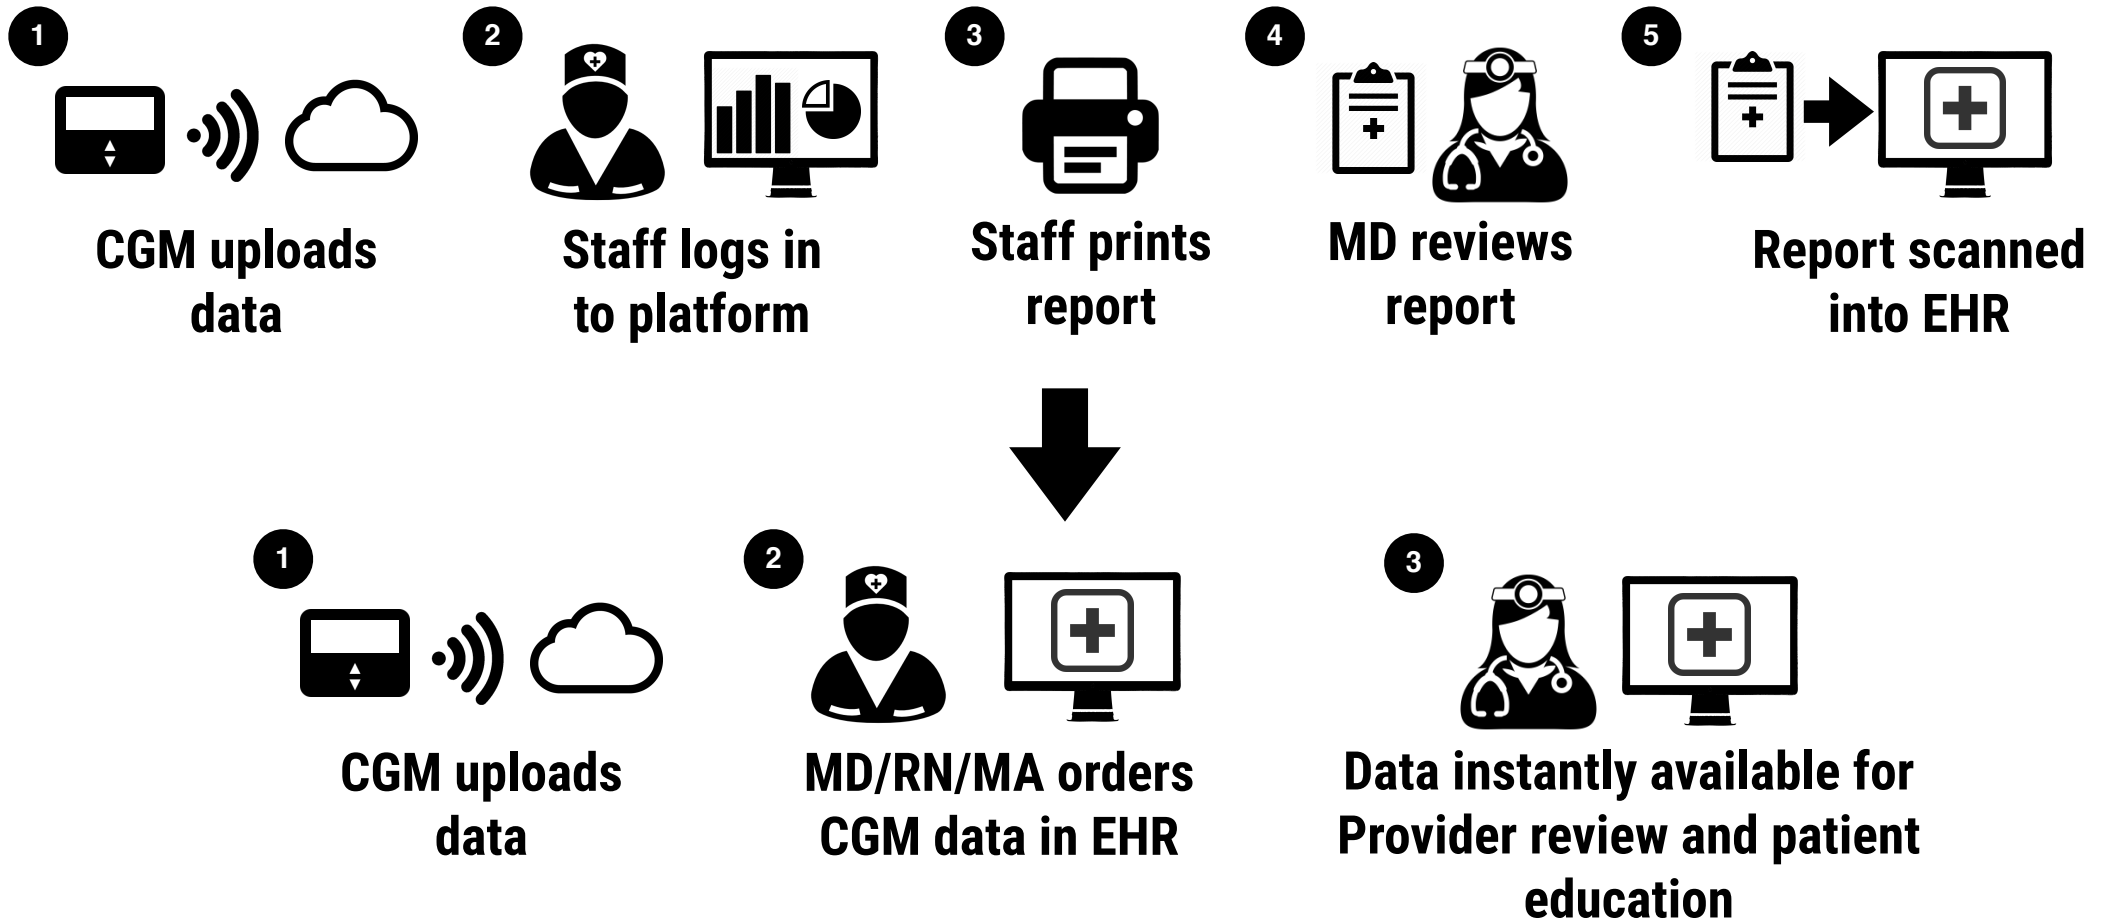 1
CGM uploads
data
2
Staff logs in
to platform
3
Staff prints
report
4
MD reviews
report
5
Report scanned
into EHR
1
CGM uploads
data
2
MD/RN/MA orders
CGM data in EHR
3
Data instantly available for
Provider review and patient
education